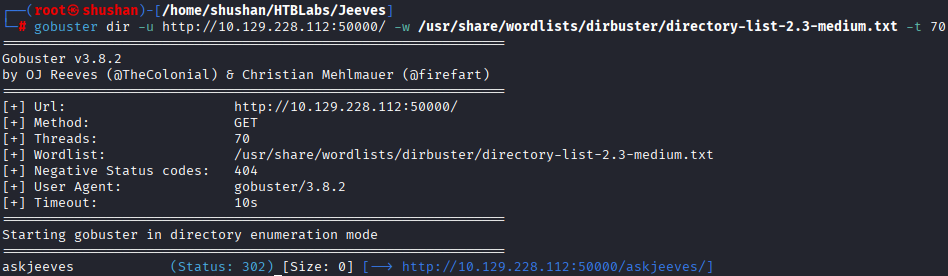 ┌──(root㉿shushan)-[/home/shushan/HTBLabs/Jeeves]
└─# gobuster dir -u http://10.129.228.112:50000/ -w /usr/share/wordlists/dirbuster/directory-list-2.3-medium.txt -t 70
===============================================================
Gobuster v3.8.2
by OJ Reeves (@TheColonial) & Christian Mehlmauer (@firefart)
===============================================================
[+] Url:                     http://10.129.228.112:50000/
[+] Method:                  GET
[+] Threads:                 70
[+] Wordlist:                /usr/share/wordlists/dirbuster/directory-list-2.3-medium.txt
[+] Negative Status codes:   404
[+] User Agent:              gobuster/3.8.2
[+] Timeout:                 10s
===============================================================
Starting gobuster in directory enumeration mode
===============================================================
askjeeves            (Status: 302) [Size: 0] [--> http://10.129.228.112:50000/askjeeves/]